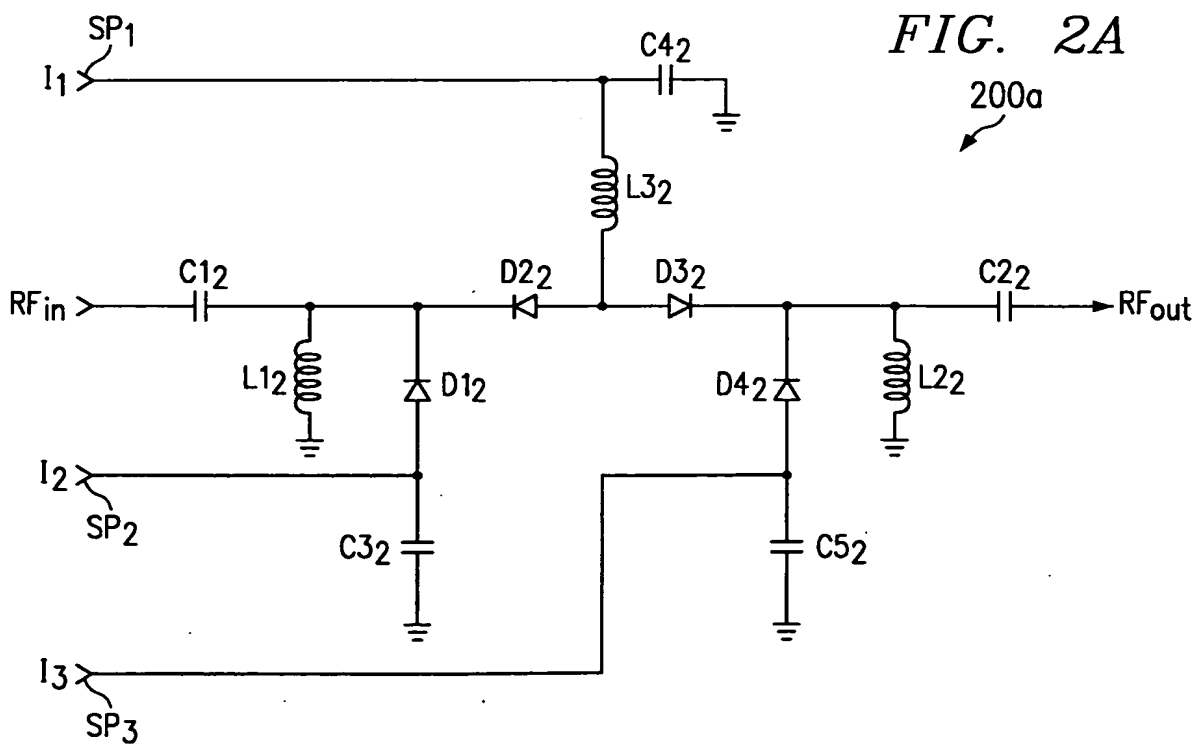 FIG. 2A
200a
SP1
I1
C42
L32
C12
D22
D32
C22
RFin
RFout
L12
D12
D42
L22
I2
SP2
C32
C52
I3
SP3